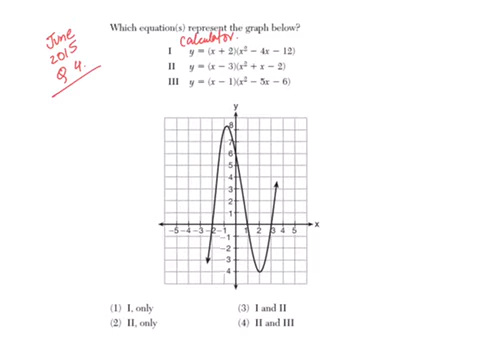 Which equation(s) represent the graph below?
June
2015
Q 4.
calculator.
I y = (x + 2)(x² − 4x − 12)
II y = (x − 3)(x² + x − 2)
III y = (x − 1)(x² − 5x − 6)
y
8
7
6
5
4
3
2
1
-5 -4 -3 -2 -1 1 2 3 4 5 x
-1
-2
-3
4
(1) I, only
(3) I and II
(2) II, only
(4) II and III